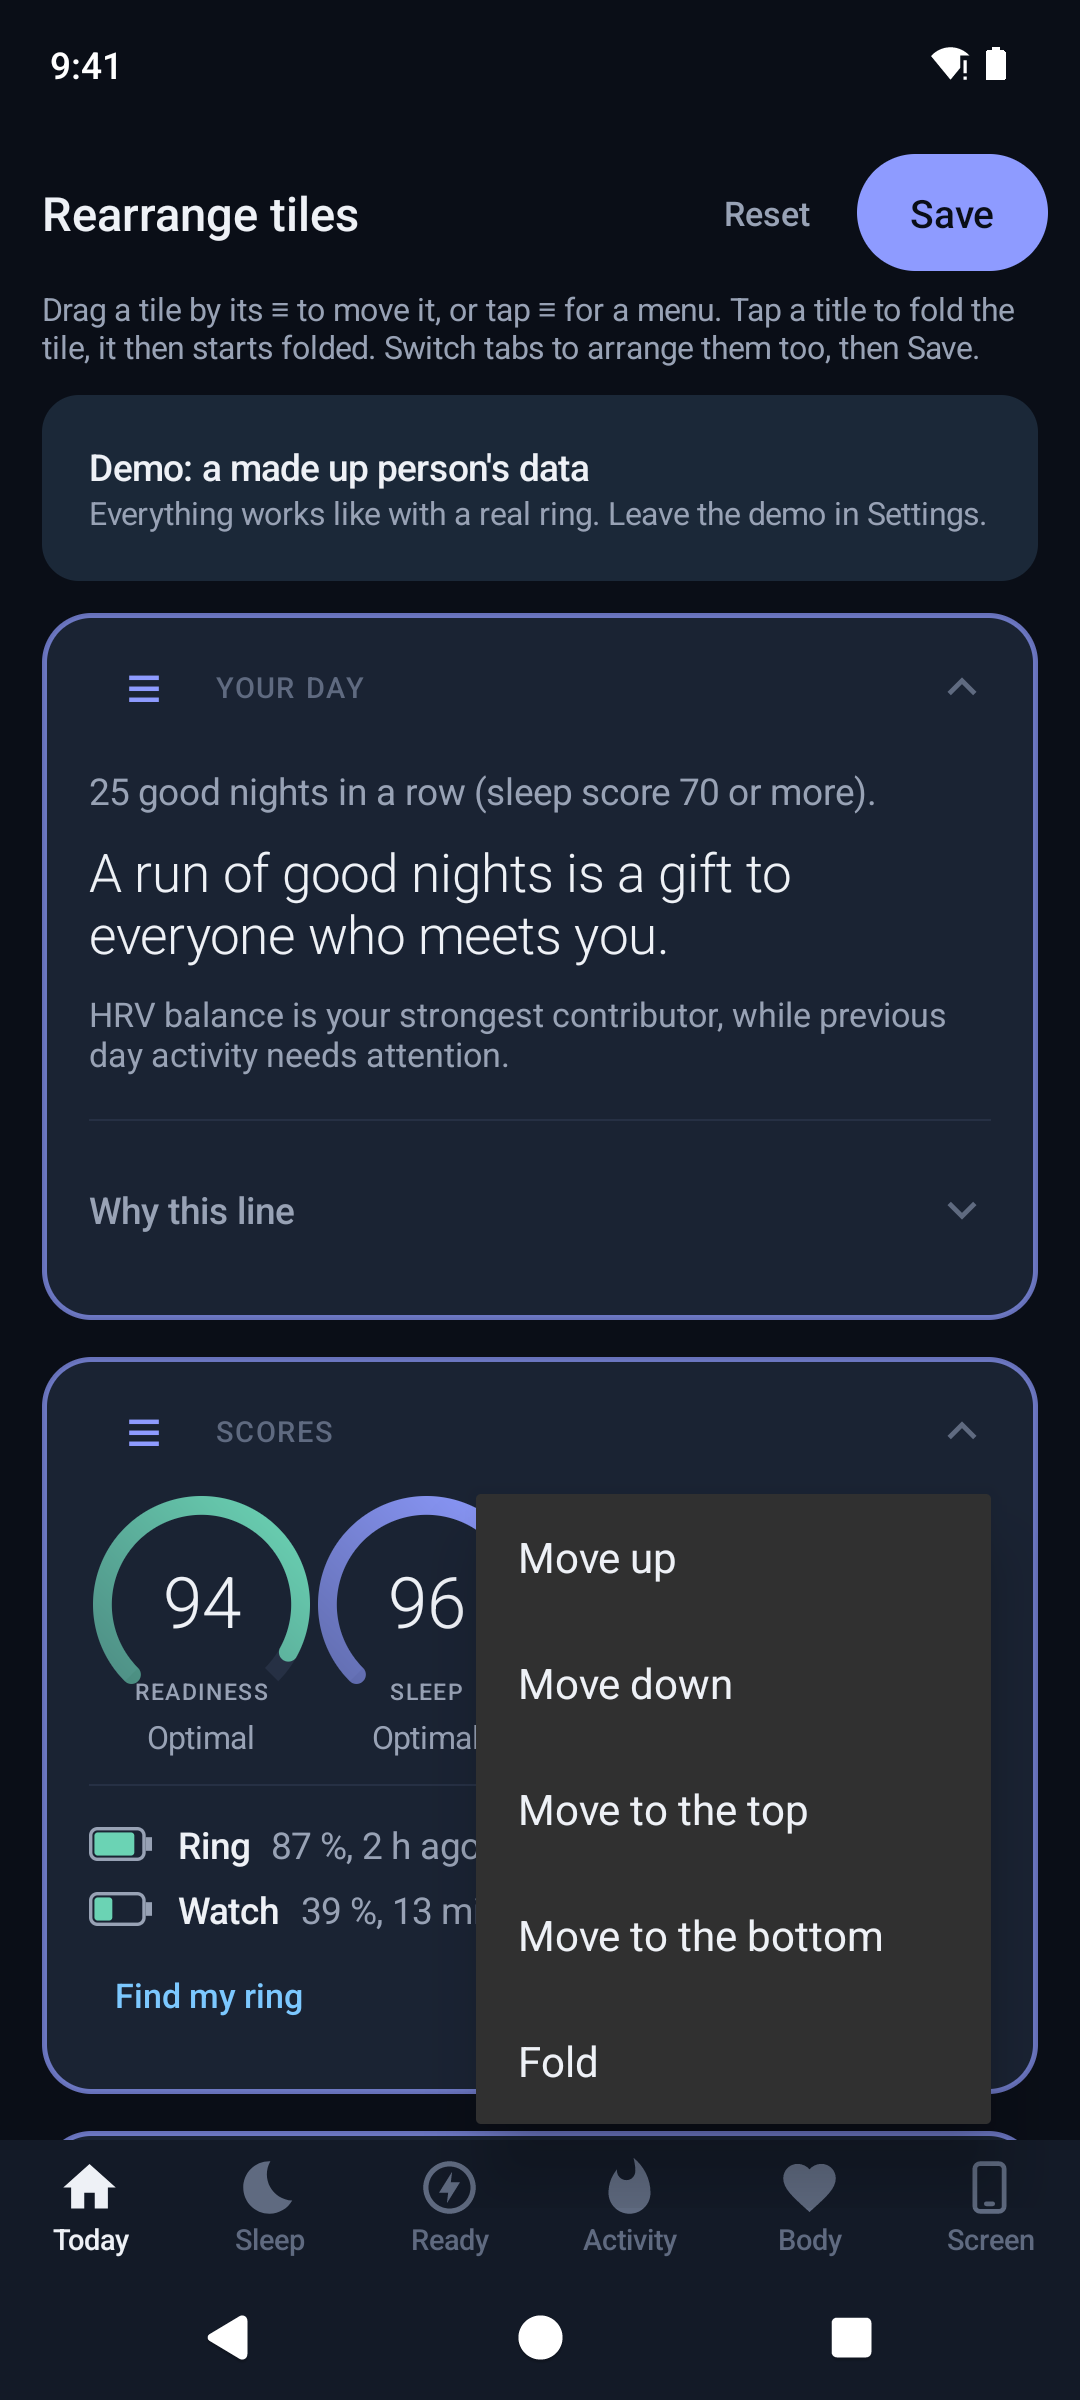 9:41
Rearrange tiles
Reset
Save
Drag a tile by its ≡ to move it, or tap ≡ for a menu. Tap a title to fold the
tile, it then starts folded. Switch tabs to arrange them too, then Save.
Demo: a made up person's data
Everything works like with a real ring. Leave the demo in Settings.
YOUR DAY
25 good nights in a row (sleep score 70 or more).
A run of good nights is a gift to
everyone who meets you.
HRV balance is your strongest contributor, while previous
day activity needs attention.
Why this line
SCORES
94
READINESS
Optimal
96
SLEEP
Optimal
Ring 87 %, 2 h ago
Watch 39 %, 13
Find my ring
Move up
Move down
Move to the top
Move to the bottom
Fold
Today
Sleep
Ready
Activity
Body
Screen